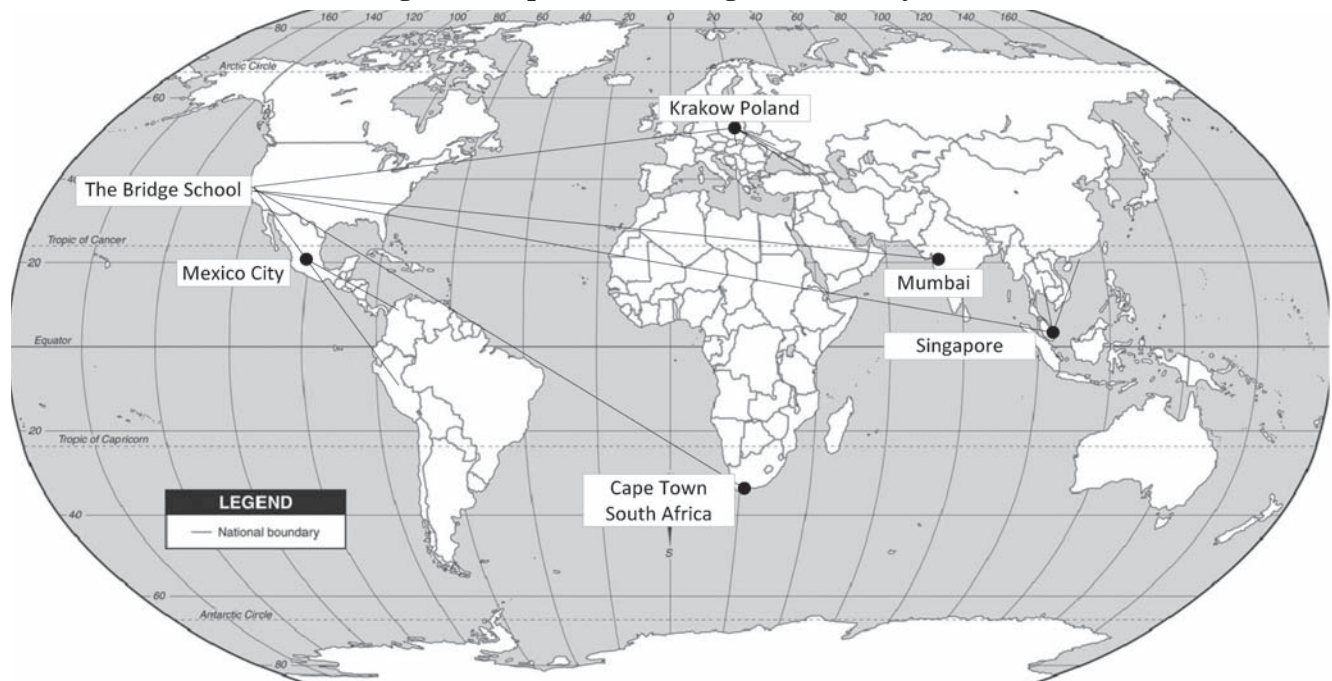 160
140
120
100
80
60
40
20
0
20
40
60
80
100
120
140
160
80
Arctic Circle
60
Krakow Poland
The Bridge School
40
Tropic of Cancer
20
Mexico City
Mumbai
Equator
Singapore
20
Tropic of Capricorn
Cape Town
South Africa
LEGEND
National boundary
40
S
60
Antarctic Circle
80